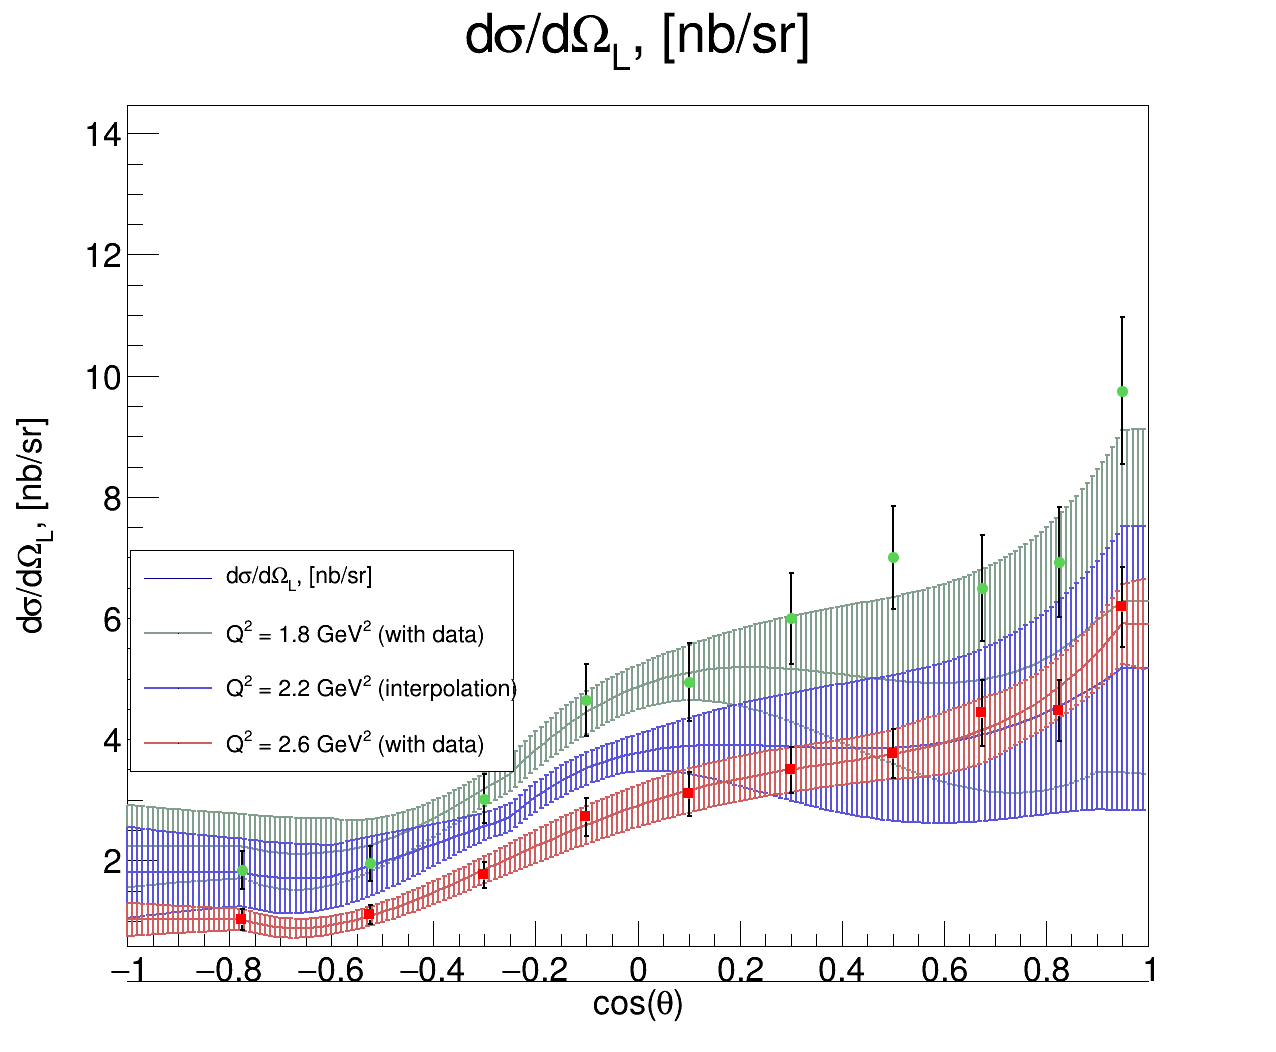 dσ/dΩL, [nb/sr]
dσ/dΩL, [nb/sr]
14
12
10
8
6
4
2
dσ/dΩL, [nb/sr]
Q2 = 1.8 GeV2 (with data)
Q2 = 2.2 GeV2 (interpolation)
Q2 = 2.6 GeV2 (with data)
−1 −0.8 −0.6 −0.4 −0.2 0 0.2 0.4 0.6 0.8 1
cos(θ)